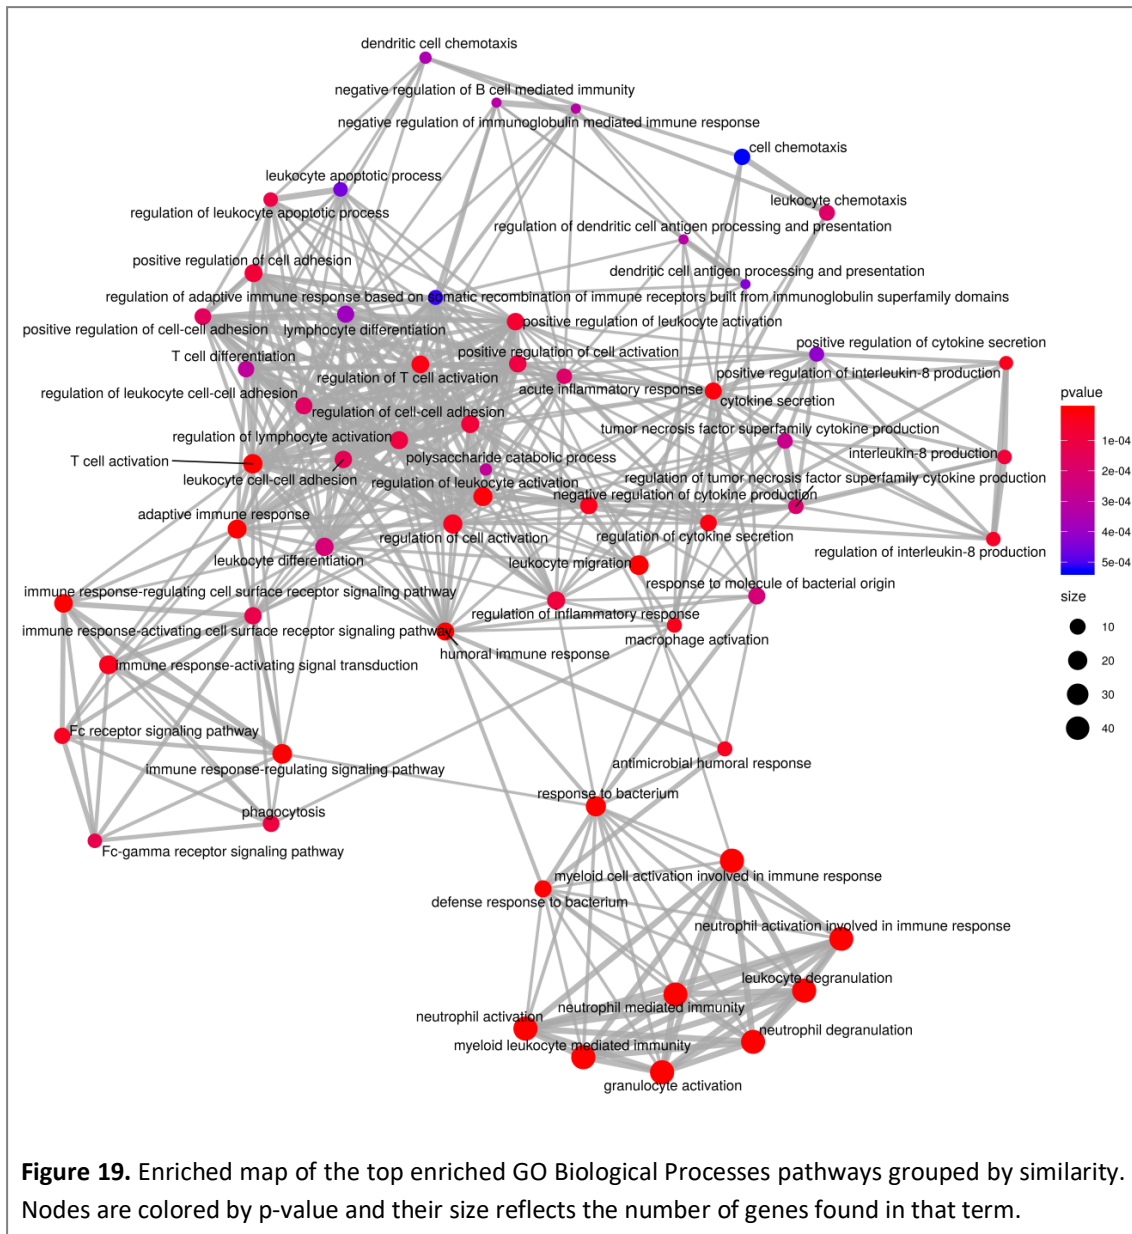 dendritic cell chemotaxis
negative regulation of B cell mediated immunity
negative regulation of immunoglobulin mediated immune response
cell chemotaxis
leukocyte apoptotic process
leukocyte chemotaxis
regulation of leukocyte apoptotic process
regulation of dendritic cell antigen processing and presentation
positive regulation of cell adhesion
dendritic cell antigen processing and presentation
regulation of adaptive immune response based on somatic recombination of immune receptors built from immunoglobulin superfamily domains
positive regulation of cell-cell adhesion
lymphocyte differentiation
positive regulation of leukocyte activation
positive regulation of cytokine secretion
T cell differentiation
positive regulation of cell activation
regulation of T cell activation
positive regulation of interleukin-8 production
acute inflammatory response
regulation of leukocyte cell-cell adhesion
cytokine secretion
regulation of cell-cell adhesion
tumor necrosis factor superfamily cytokine production
regulation of lymphocyte activation
interleukin-8 production
polysaccharide catabolic process
T cell activation
leukocyte cell-cell adhesion
regulation of leukocyte activation
regulation of tumor necrosis factor superfamily cytokine production
negative regulation of cytokine production
adaptive immune response
regulation of cell activation
regulation of cytokine secretion
leukocyte differentiation
leukocyte migration
regulation of interleukin-8 production
response to molecule of bacterial origin
immune response-regulating cell surface receptor signaling pathway
regulation of inflammatory response
immune response-activating cell surface receptor signaling pathway
macrophage activation
humoral immune response
immune response-activating signal transduction
Fc receptor signaling pathway
immune response-regulating signaling pathway
antimicrobial humoral response
response to bacterium
phagocytosis
Fc-gamma receptor signaling pathway
myeloid cell activation involved in immune response
defense response to bacterium
neutrophil activation involved in immune response
leukocyte degranulation
neutrophil mediated immunity
neutrophil activation
neutrophil degranulation
myeloid leukocyte mediated immunity
granulocyte activation
pvalue
1e-04
2e-04
3e-04
4e-04
5e-04
size
10
20
30
40
Figure 19. Enriched map of the top enriched GO Biological Processes pathways grouped by similarity.
Nodes are colored by p-value and their size reflects the number of genes found in that term.